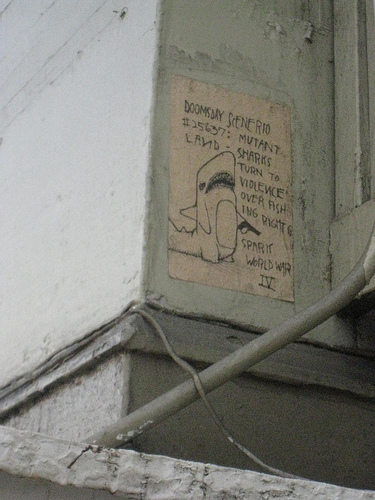 DOOMSDAY SCENERIO
#25637: MUTANT
LAND - SHARKS
TURN TO
VIOLENCE
OVER FISH
ING RIGHTS
SPARK
WORLD WAR
IV